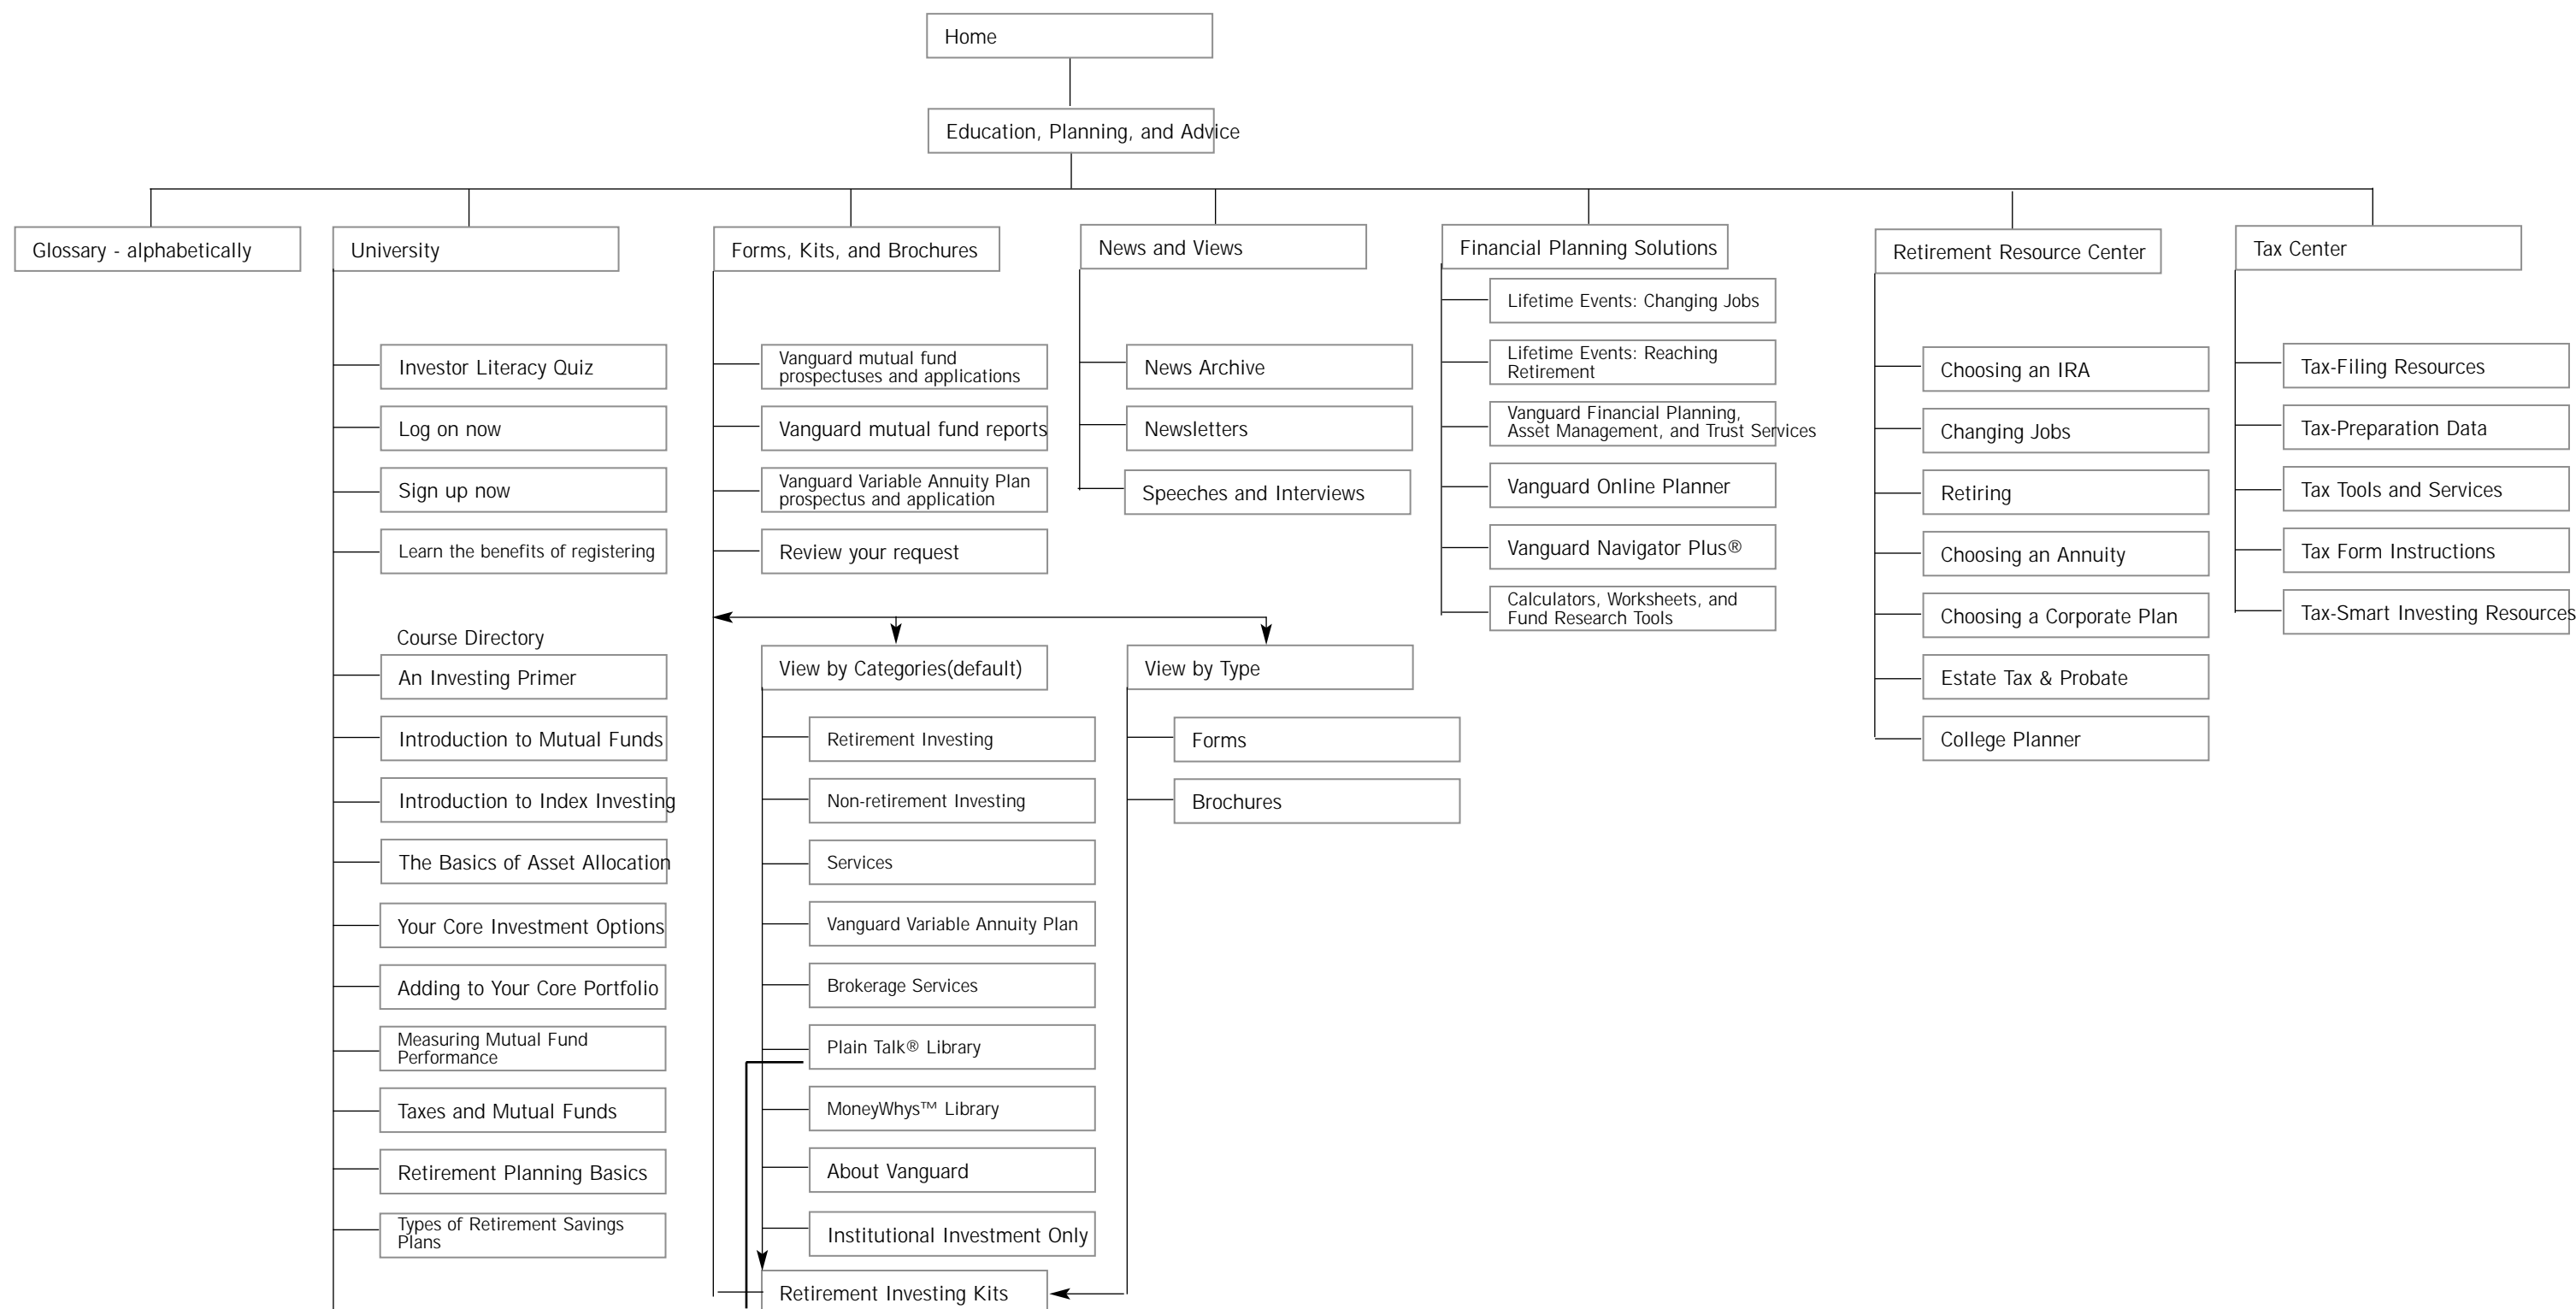 Home
Education, Planning, and Advice
Glossary - alphabetically
University
Investor Literacy Quiz
Log on now
Sign up now
Learn the benefits of registering
Course Directory
An Investing Primer
Introduction to Mutual Funds
Introduction to Index Investing
The Basics of Asset Allocation
Your Core Investment Options
Adding to Your Core Portfolio
Measuring Mutual Fund
Performance
Taxes and Mutual Funds
Retirement Planning Basics
Types of Retirement Savings
Plans
Forms, Kits, and Brochures
Vanguard mutual fund
prospectuses and applications
Vanguard mutual fund reports
Vanguard Variable Annuity Plan
prospectus and application
Review your request
View by Categories(default)
Retirement Investing
Non-retirement Investing
Services
Vanguard Variable Annuity Plan
Brokerage Services
Plain Talk® Library
MoneyWhys™ Library
About Vanguard
Institutional Investment Only
Retirement Investing Kits
View by Type
Forms
Brochures
News and Views
News Archive
Newsletters
Speeches and Interviews
Financial Planning Solutions
Lifetime Events: Changing Jobs
Lifetime Events: Reaching
Retirement
Vanguard Financial Planning,
Asset Management, and Trust Services
Vanguard Online Planner
Vanguard Navigator Plus®
Calculators, Worksheets, and
Fund Research Tools
Retirement Resource Center
Choosing an IRA
Changing Jobs
Retiring
Choosing an Annuity
Choosing a Corporate Plan
Estate Tax & Probate
College Planner
Tax Center
Tax-Filing Resources
Tax-Preparation Data
Tax Tools and Services
Tax Form Instructions
Tax-Smart Investing Resources